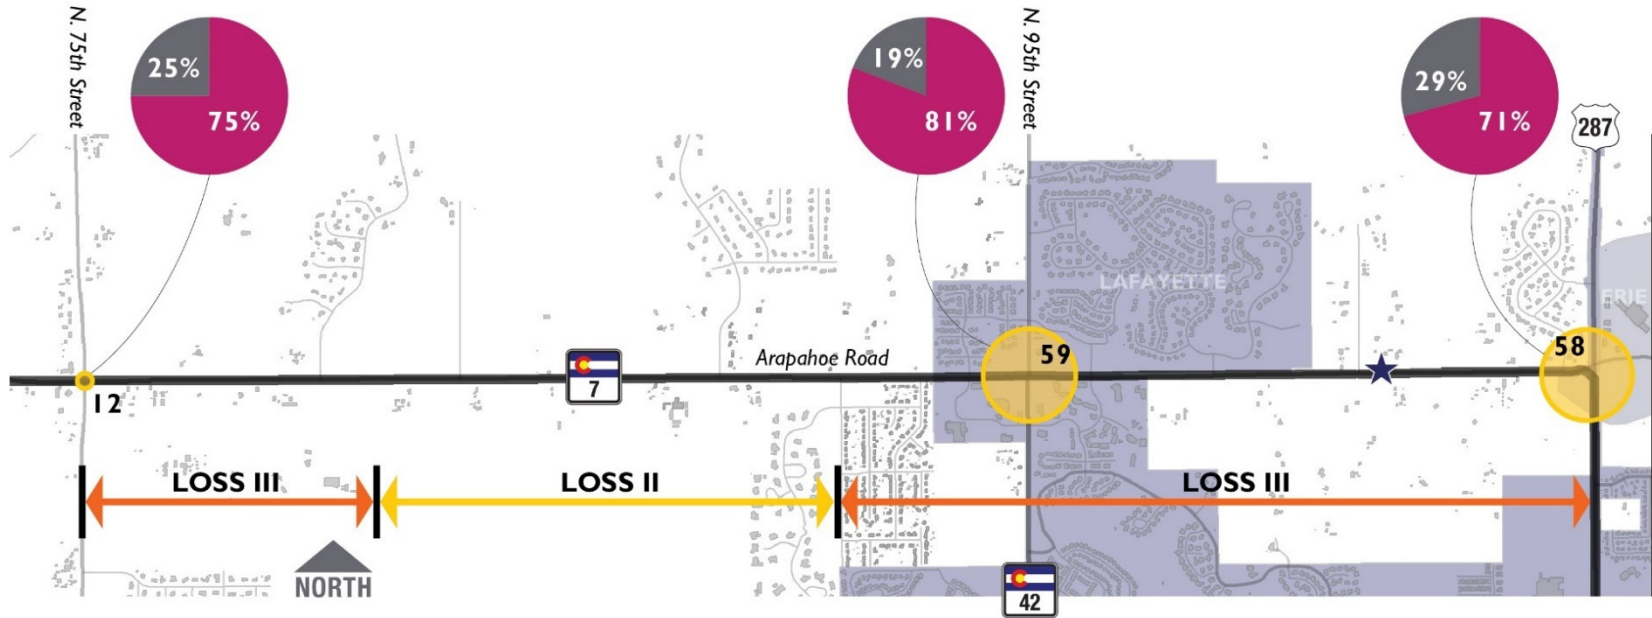 N. 75th Street
25%
75%
19%
81%
N. 95th Street
29%
71%
287
LAFAYETTE
ERIE
59
58
Arapahoe Road
7
12
LOSS III
LOSS II
LOSS III
NORTH
42